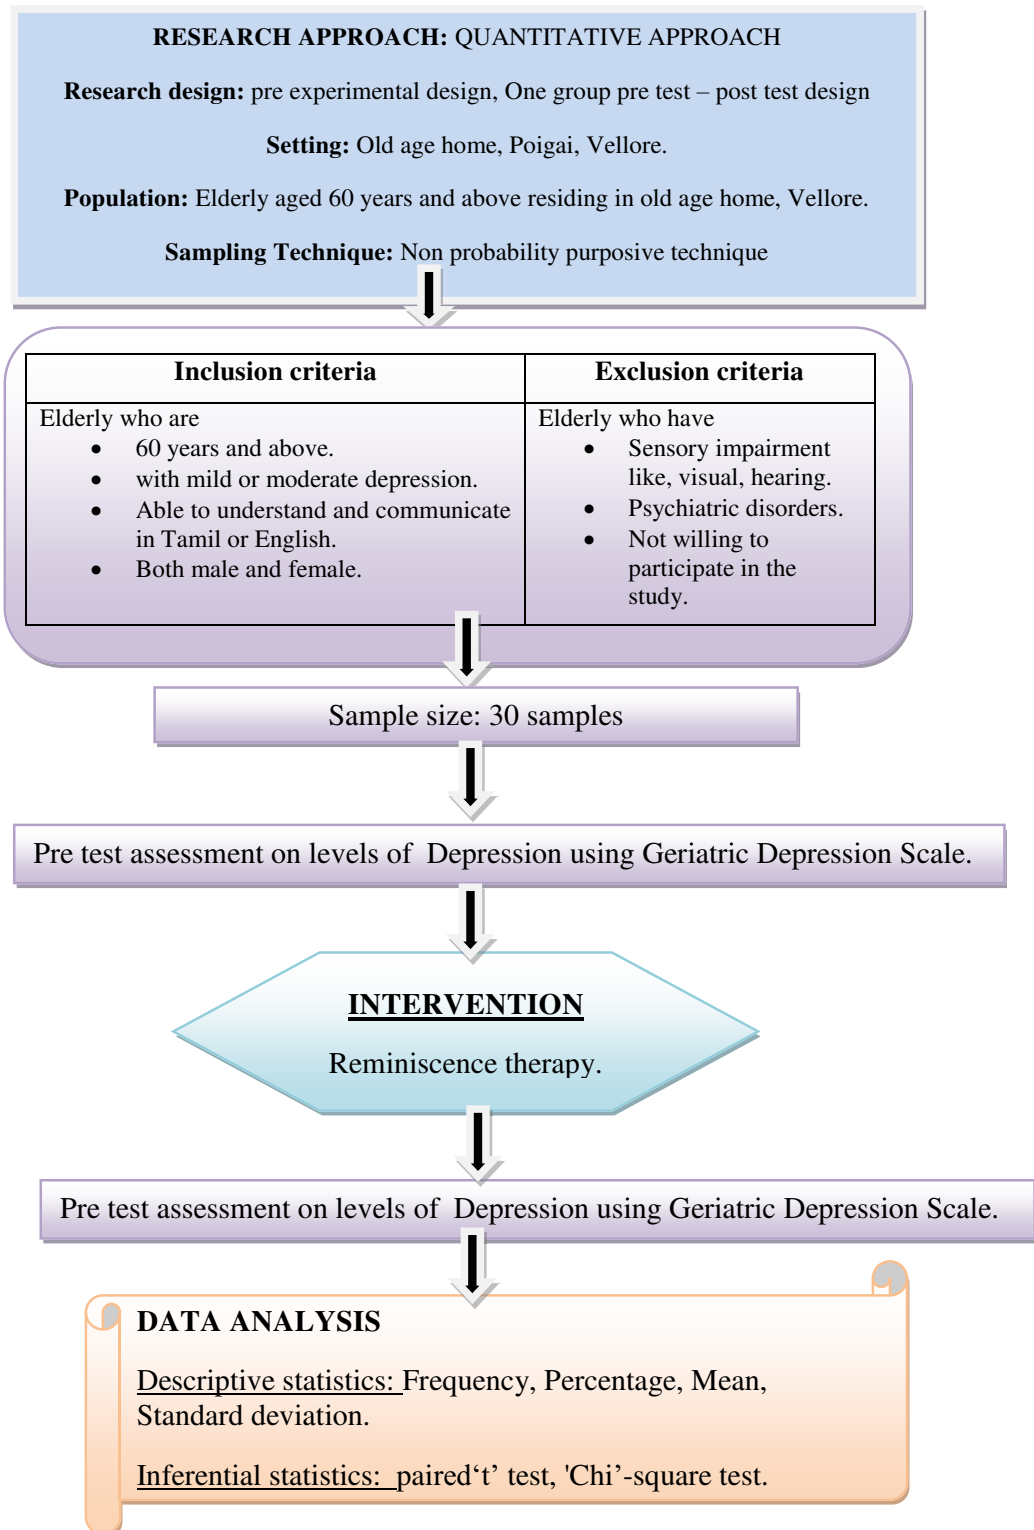 RESEARCH APPROACH: QUANTITATIVE APPROACH
Research design: pre experimental design, One group pre test – post test design
Setting: Old age home, Poigai, Vellore.
Population: Elderly aged 60 years and above residing in old age home, Vellore.
Sampling Technique: Non probability purposive technique
Inclusion criteria
Elderly who are
• 60 years and above.
• with mild or moderate depression.
• Able to understand and communicate
in Tamil or English.
• Both male and female.
Exclusion criteria
Elderly who have
• Sensory impairment
like, visual, hearing.
• Psychiatric disorders.
• Not willing to
participate in the
study.
Sample size: 30 samples
Pre test assessment on levels of Depression using Geriatric Depression Scale.
INTERVENTION
Reminiscence therapy.
Pre test assessment on levels of Depression using Geriatric Depression Scale.
DATA ANALYSIS
Descriptive statistics: Frequency, Percentage, Mean,
Standard deviation.
Inferential statistics: paired‘t’ test, 'Chi’-square test.